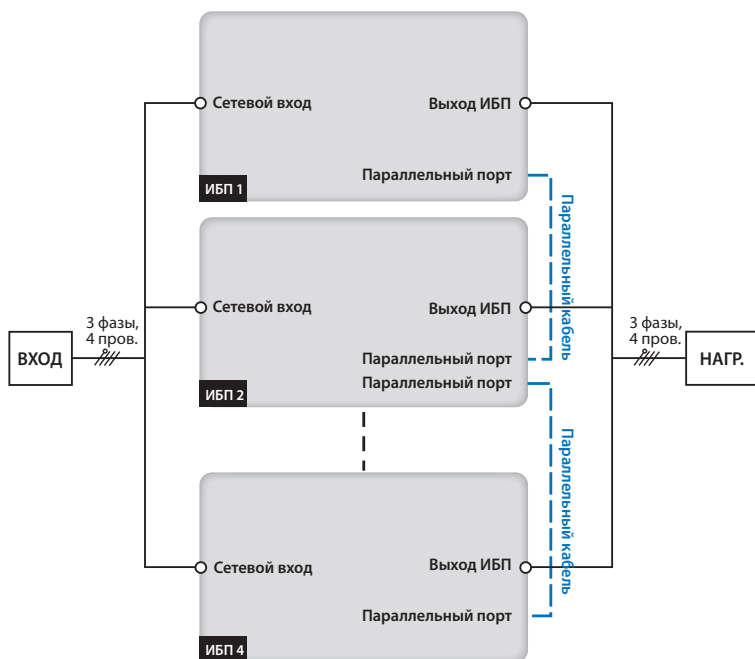 Сетевой вход
Выход ИБП
Параллельный порт
ИБП 1
Параллельный кабель
Сетевой вход
Выход ИБП
Параллельный порт
Параллельный порт
ИБП 2
3 фазы,
4 пров.
ВХОД
3 фазы,
4 пров.
НАГР.
Параллельный кабель
Сетевой вход
Выход ИБП
Параллельный порт
ИБП 4